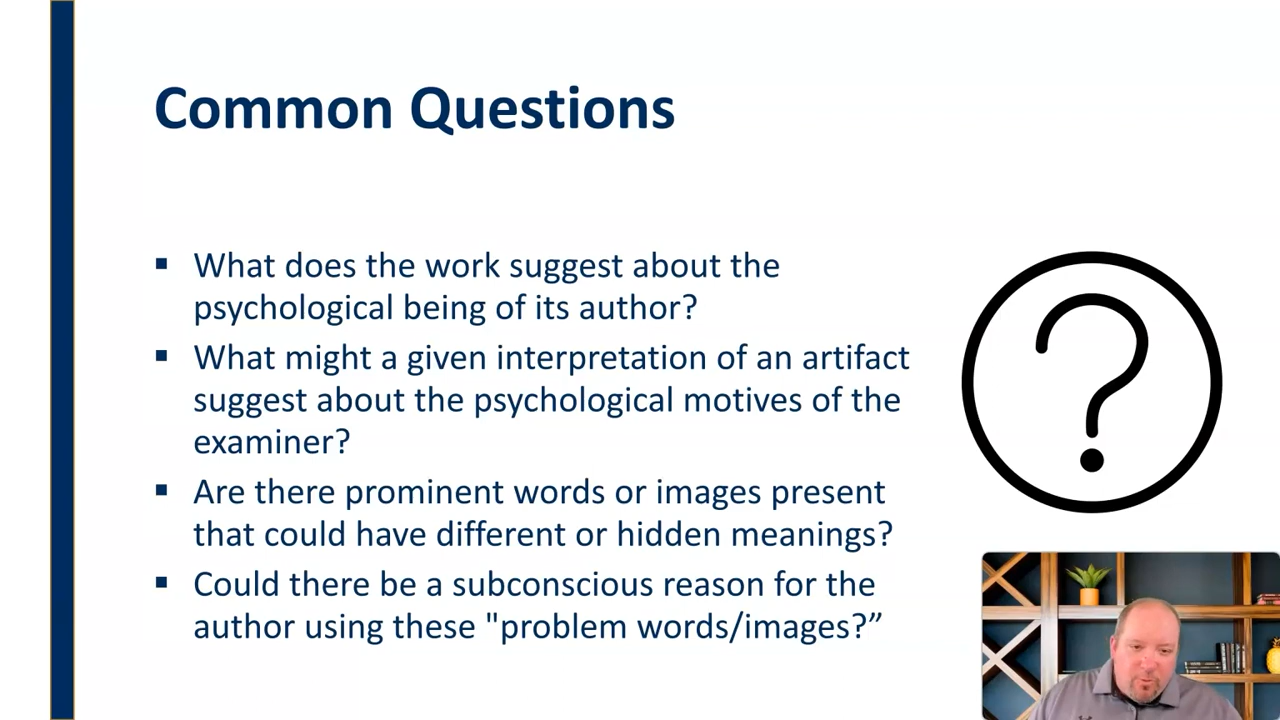 Common Questions
▪ What does the work suggest about the
psychological being of its author?
▪ What might a given interpretation of an artifact
suggest about the psychological motives of the
examiner?
▪ Are there prominent words or images present
that could have different or hidden meanings?
▪ Could there be a subconscious reason for the
author using these "problem words/images?”